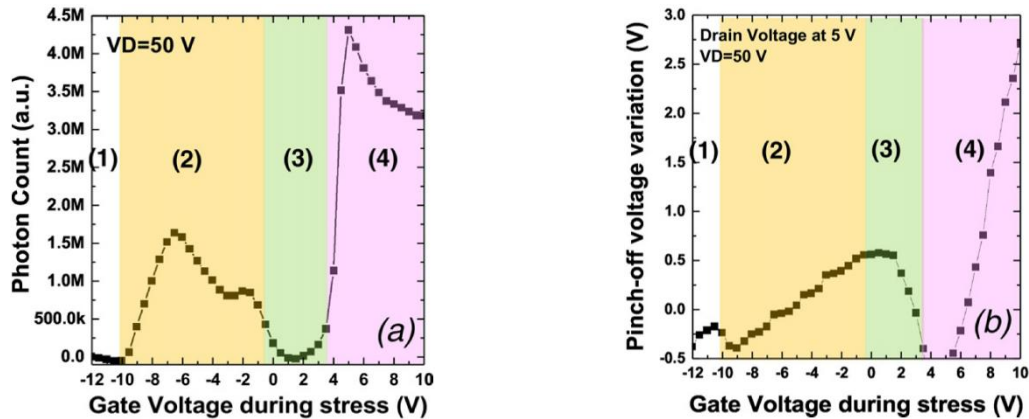 4.5M
4.0M
3.5M
3.0M
2.5M
2.0M
1.5M
1.0M
500.0k
0.0
Photon Count (a.u.)
VD=50 V
(1)
(2)
(3)
(4)
(a)
-12 -10 -8 -6 -4 -2 0 2 4 6 8 10
Gate Voltage during stress (V)
3.0
2.5
2.0
1.5
1.0
0.5
0.0
-0.5
Pinch-off voltage variation (V)
Drain Voltage at 5 V
VD=50 V
(1)
(2)
(3)
(4)
(b)
-12 -10 -8 -6 -4 -2 0 2 4 6 8 10
Gate Voltage during stress (V)